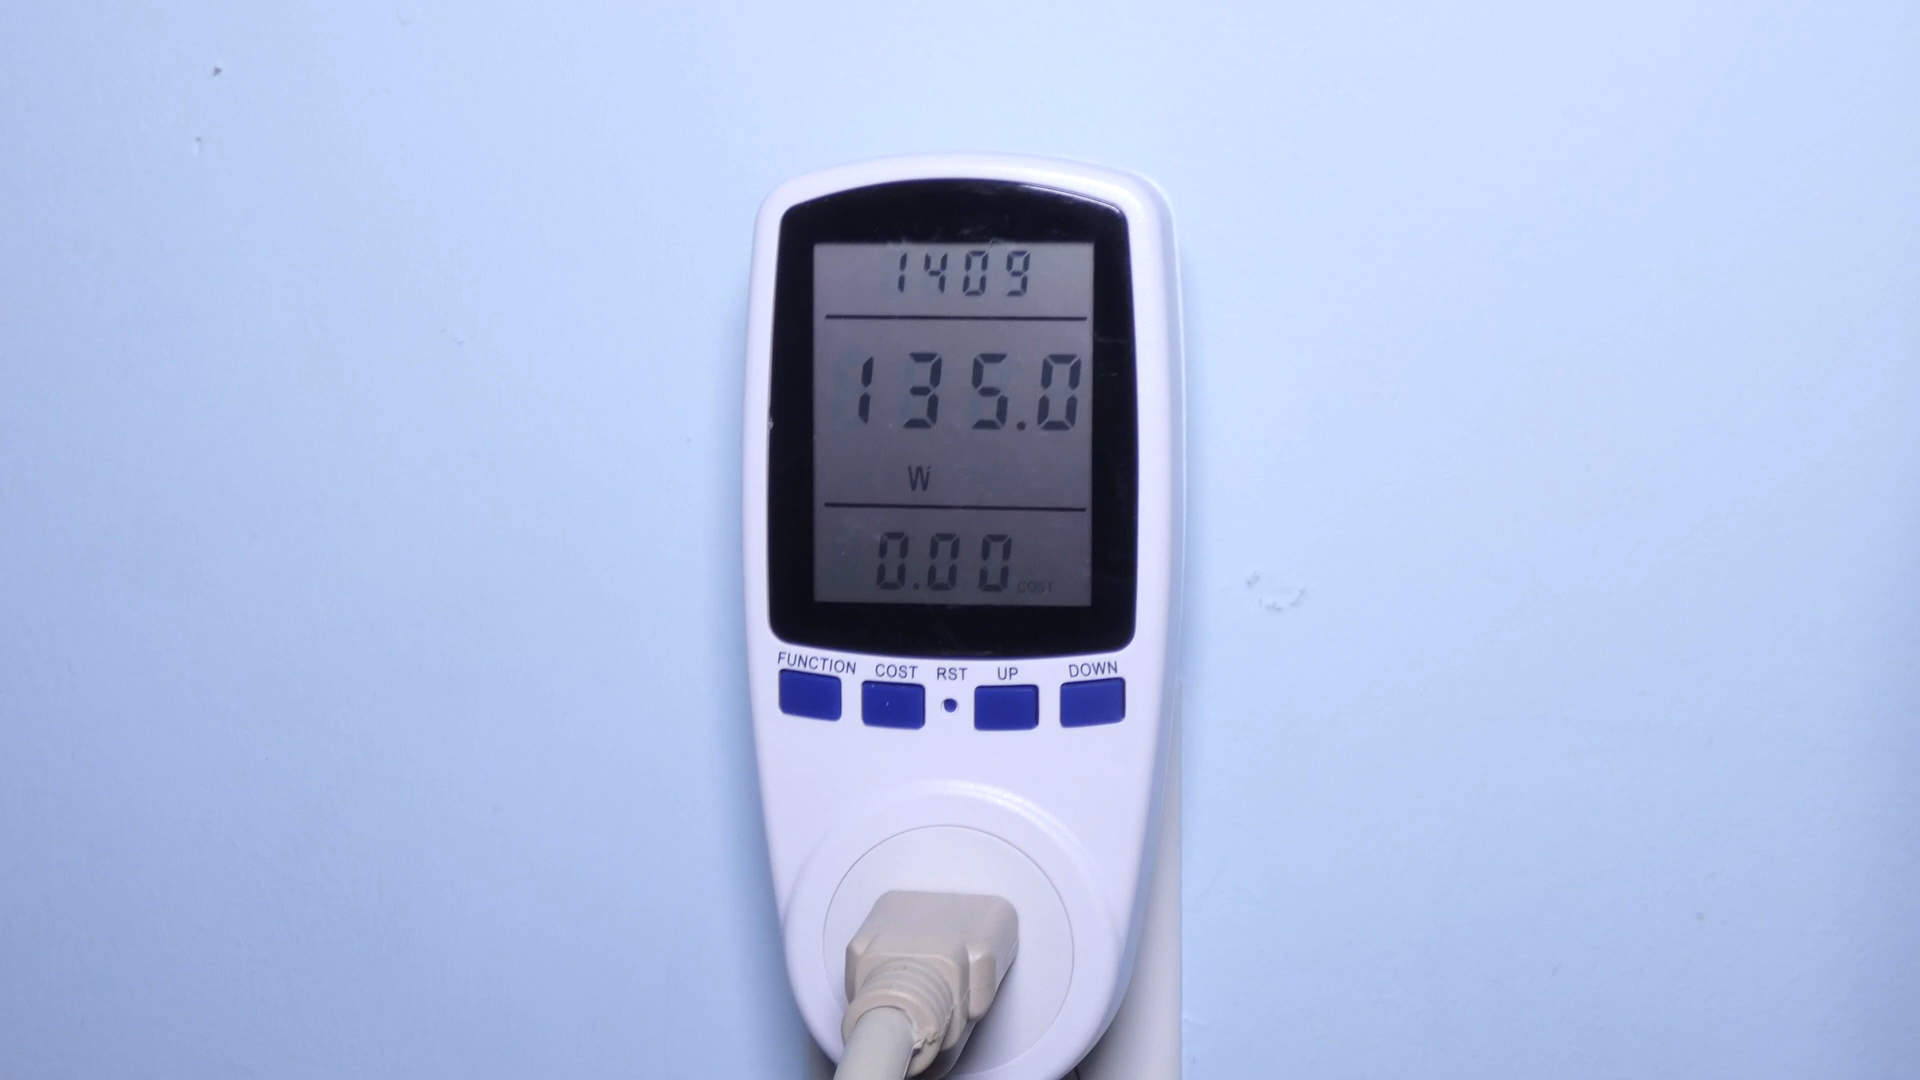 1409
135.0
W
0.00 COST
FUNCTION COST RST UP DOWN